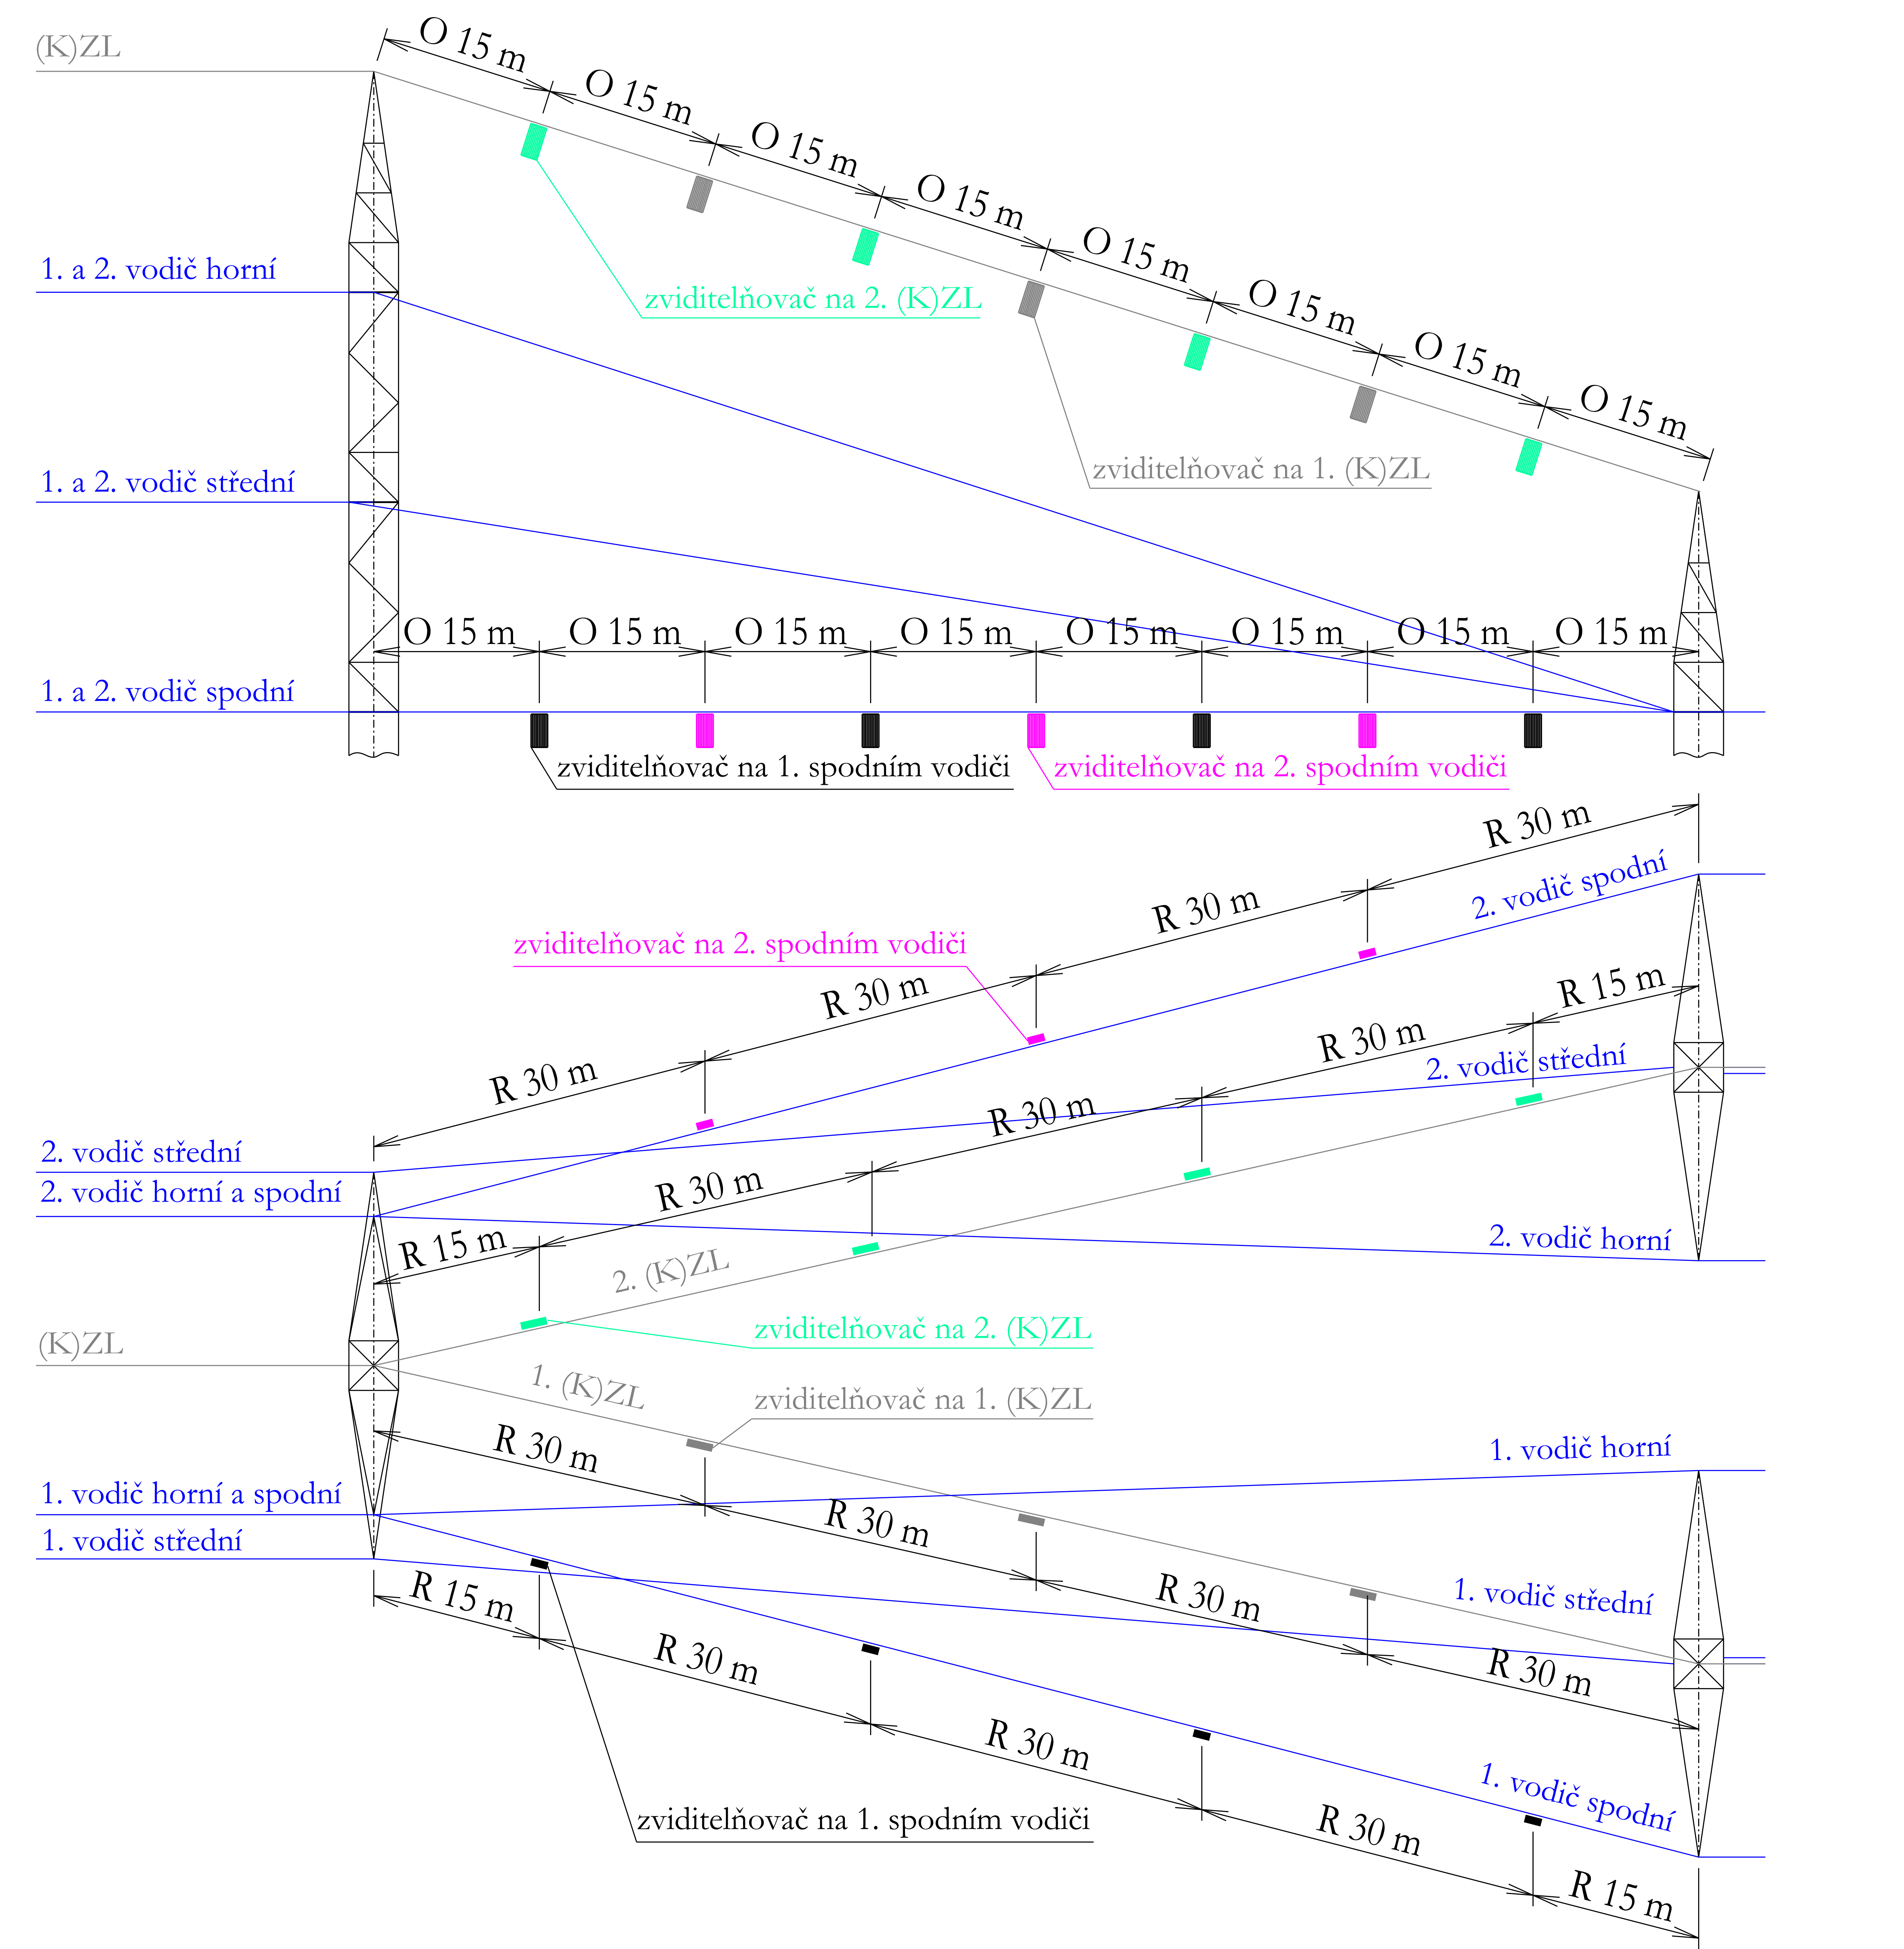 (K)ZL
O 15 m
O 15 m
O 15 m
O 15 m
O 15 m
O 15 m
O 15 m
O 15 m
1. a 2. vodič horní
zviditelňovač na 2. (K)ZL
zviditelňovač na 1. (K)ZL
1. a 2. vodič střední
O 15 m
O 15 m
O 15 m
O 15 m
O 15 m
O 15 m
O 15 m
O 15 m
1. a 2. vodič spodní
zviditelňovač na 1. spodním vodiči
zviditelňovač na 2. spodním vodiči
R 30 m
R 30 m
R 30 m
R 30 m
2. vodič spodní
zviditelňovač na 2. spodním vodiči
R 15 m
R 30 m
R 30 m
R 30 m
R 15 m
2. vodič střední
2. vodič střední
2. vodič horní a spodní
2. vodič horní
2. (K)ZL
zviditelňovač na 2. (K)ZL
(K)ZL
1. (K)ZL
zviditelňovač na 1. (K)ZL
R 30 m
R 30 m
R 30 m
R 30 m
1. vodič horní
1. vodič horní a spodní
1. vodič střední
1. vodič střední
R 15 m
R 30 m
R 30 m
R 30 m
R 15 m
1. vodič spodní
zviditelňovač na 1. spodním vodiči